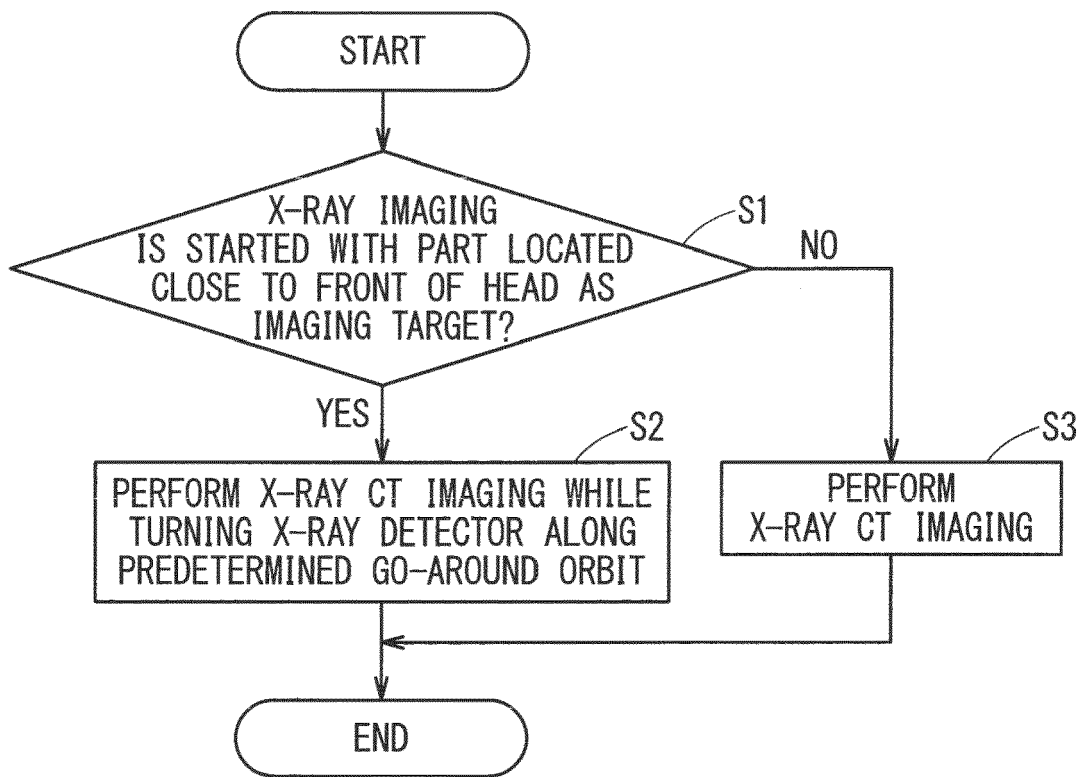 START
X-RAY IMAGING
IS STARTED WITH PART LOCATED
CLOSE TO FRONT OF HEAD AS
IMAGING TARGET?
S1
NO
YES
S2
PERFORM X-RAY CT IMAGING WHILE
TURNING X-RAY DETECTOR ALONG
PREDETERMINED GO-AROUND ORBIT
S3
PERFORM
X-RAY CT IMAGING
END